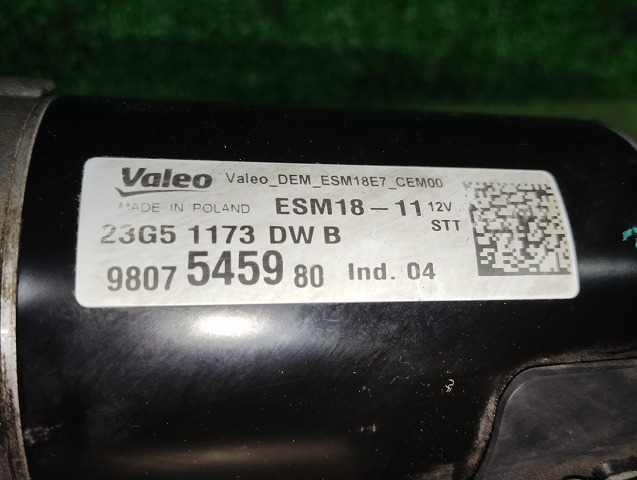 Valeo Valeo_DEM_ESM18E7_CEM00
MADE IN POLAND ESM18-11 12V
STT
23G5 1173 DW B
9807 5459 80 Ind. 04